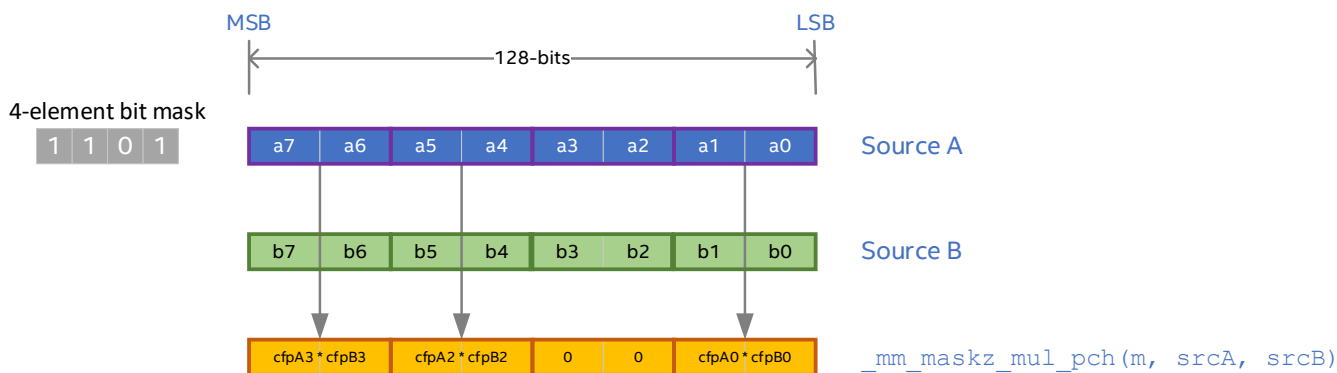 MSB LSB
128-bits
4-element bit mask
1 1 0 1
a7 a6 a5 a4 a3 a2 a1 a0 Source A
b7 b6 b5 b4 b3 b2 b1 b0 Source B
cfpA3 * cfpB3 cfpA2 * cfpB2 0 0 cfpA0 * cfpB0 _mm_maskz_mul_pch(m, srcA, srcB)